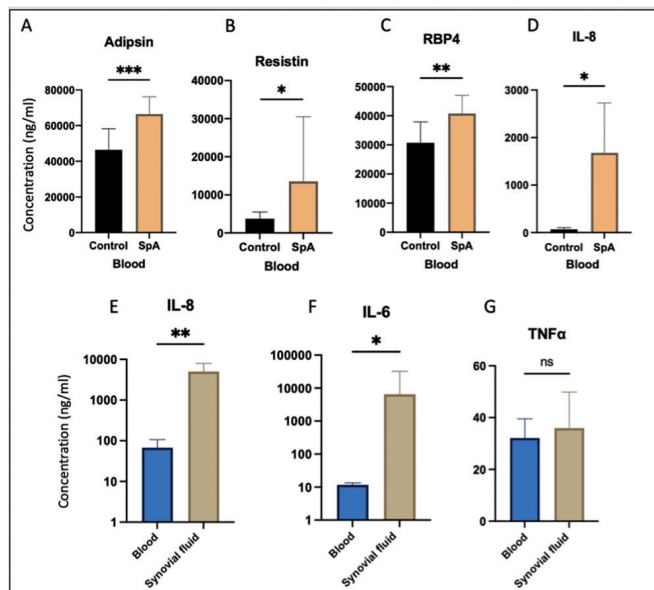 A
Adipsin
***
Concentration (ng/ml)
80000
60000
40000
20000
0
Control SpA
Blood
B
Resistin
*
40000
30000
20000
10000
0
Control SpA
Blood
C
RBP4
**
50000
40000
30000
20000
10000
0
Control SpA
Blood
D
IL-8
*
3000
2000
1000
0
Control SpA
Blood
E
IL-8
**
Concentration (ng/ml)
10000
1000
100
10
1
Blood
Synovial fluid
F
IL-6
*
100000
10000
1000
100
10
1
Blood
Synovial fluid
G
TNFα
ns
60
40
20
0
Blood
Synovial fluid